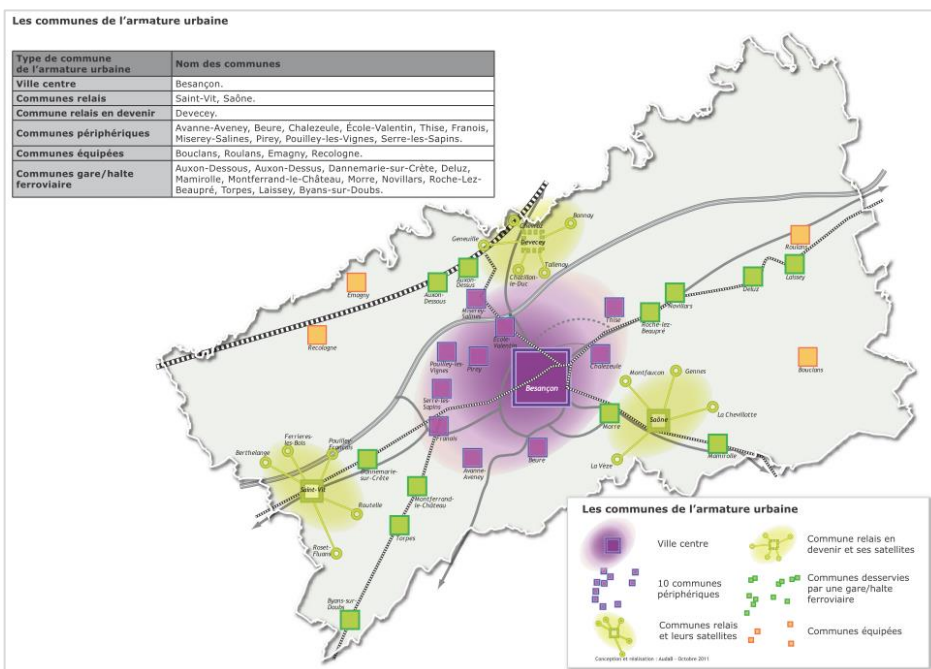 Les communes de l'armature urbaine
Type de commune
de l'armature urbaine
Nom des communes
Ville centre
Besançon.
Communes relais
Saint-Vit, Saône.
Commune relais en devenir
Devecey.
Communes périphériques
Avanne-Aveney, Beure, Chalezeule, École-Valentin, Thise, Franois,
Miserey-Salines, Pirey, Pouilley-les-Vignes, Serre-les-Sapins.
Communes équipées
Bouclans, Roulans, Emagny, Recologne.
Communes gare/halte
ferroviaire
Auxon-Dessous, Auxon-Dessus, Dannemarie-sur-Crète, Deluz,
Mamirolle, Montferrand-le-Château, Morre, Novillars, Roche-Lez-
Beaupré, Torpes, Laissey, Byans-sur-Doubs.
Bonnay
Geneuille
Devecey
Tallenay
Chatillon-
le-Duc
Roulans
Laissey
Deluz
Emagny
Auxon-
Dessus
Auxon-
Dessous
Miserey-
Salines
Novillars
Thise
Roche-lez-
Beaupré
Recologne
École-
Valentin
Pouilley-les-
Vignes
Pirey
Chalezeule
Bouclans
Besançon
Montfaucon
Gennes
Serre-les-
Sapins
La Chevillotte
Saône
Morre
Franois
Ferrieres-
les-Bois
Pouilley-
Français
Berthelange
Mamirolle
Beure
La Vèze
Avanne-
Aveney
Dannemarie-
sur-Crète
Saint-Vit
Montferrand-
le-Château
Routelle
Torpes
Roset-
Fluans
Byans-sur-
Doubs
Les communes de l'armature urbaine
Ville centre
Commune relais en
devenir et ses satellites
10 communes
périphériques
Communes desservies
par une gare/halte
ferroviaire
Communes relais
et leurs satellites
Communes équipées
Conception et réalisation : AudaB - Octobre 2011